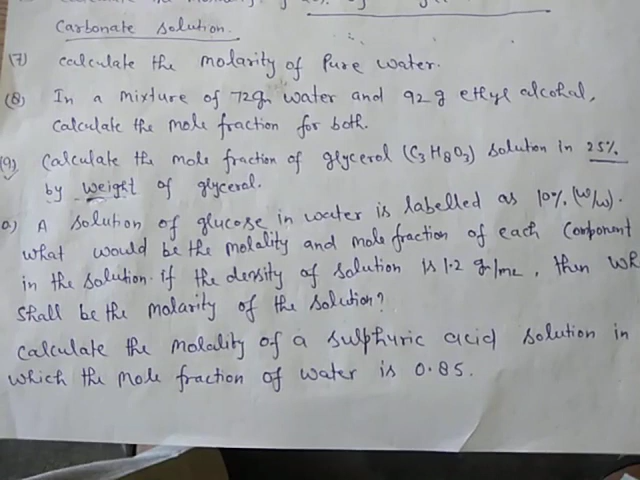 Carbonate solution.
(7) calculate the molarity of Pure water.
(8) In a mixture of 72gm water and 92 g ethyl alcohal,
Calculate the mole fraction for both.
(9) Calculate the mole fraction of glycerol (C3H8O3) solution in 25%
by weight of glycerol.
0) A solution of glucose in water is labelled as 10% (w/w).
what would be the molality and mole fraction of each Component
in the solution. if the density of solution is 1.2 gm/mL, then
shall be the molarity of the solution?
Calculate the molality of a sulphuric acid solution in
which the mole fraction of water is 0.85.